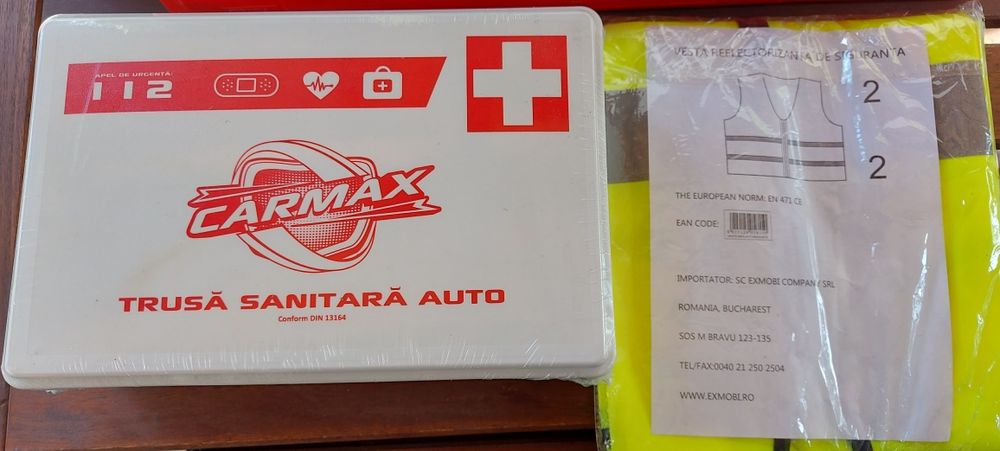 APEL DE URGENȚĂ:
112
CARMAX
TRUSĂ SANITARĂ AUTO
Conform DIN 13164
VESTA REFLECTORIZANTA DE SIGURANTA
2
2
THE EUROPEAN NORM: EN 471 CE
EAN CODE:
IMPORTATOR: SC EXMOBI COMPANY SRL
ROMANIA, BUCHAREST
SOS M BRAVU 123-135
TEL/FAX:0040 21 250 2504
WWW.EXMOBI.RO